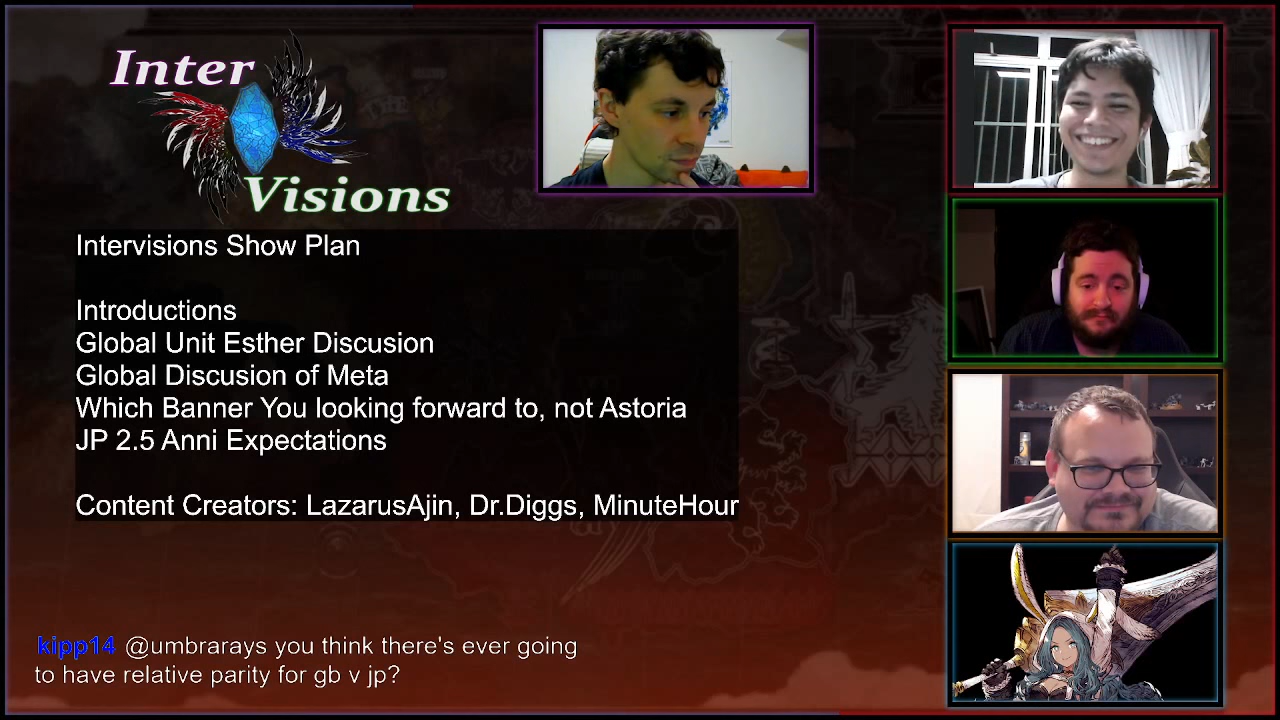 Inter
Visions
Intervisions Show Plan
Introductions
Global Unit Esther Discusion
Global Discusion of Meta
Which Banner You looking forward to, not Astoria
JP 2.5 Anni Expectations
Content Creators: LazarusAjin, Dr.Diggs, MinuteHour
kipp14 @umbrarays you think there's ever going
to have relative parity for gb v jp?